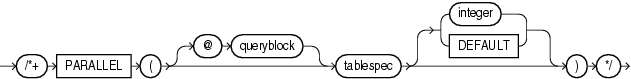 integer
DEFAULT
/*+ PARALLEL ( @ queryblock tablespec ) */